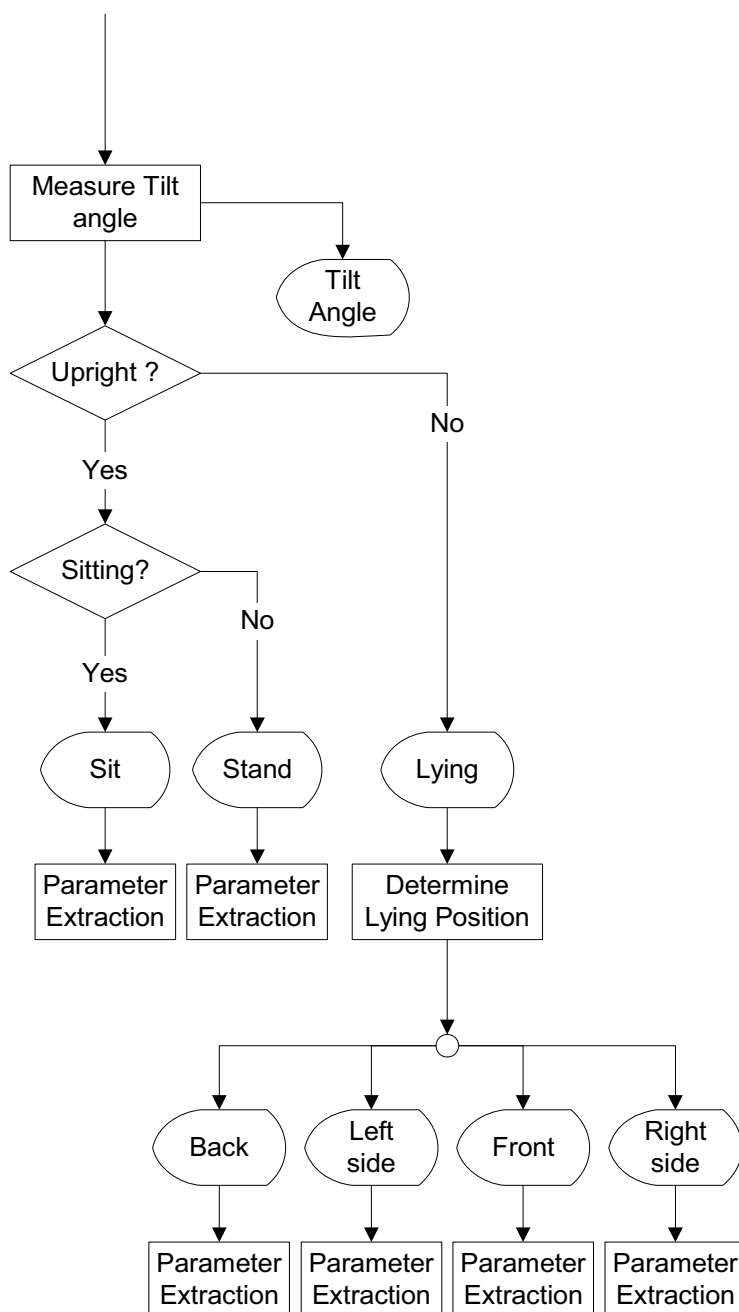 Measure Tilt
angle
Tilt
Angle
Upright ?
No
Yes
Sitting?
No
Yes
Sit
Stand
Lying
Parameter
Extraction
Parameter
Extraction
Determine
Lying Position
Back
Left
side
Front
Right
side
Parameter
Extraction
Parameter
Extraction
Parameter
Extraction
Parameter
Extraction